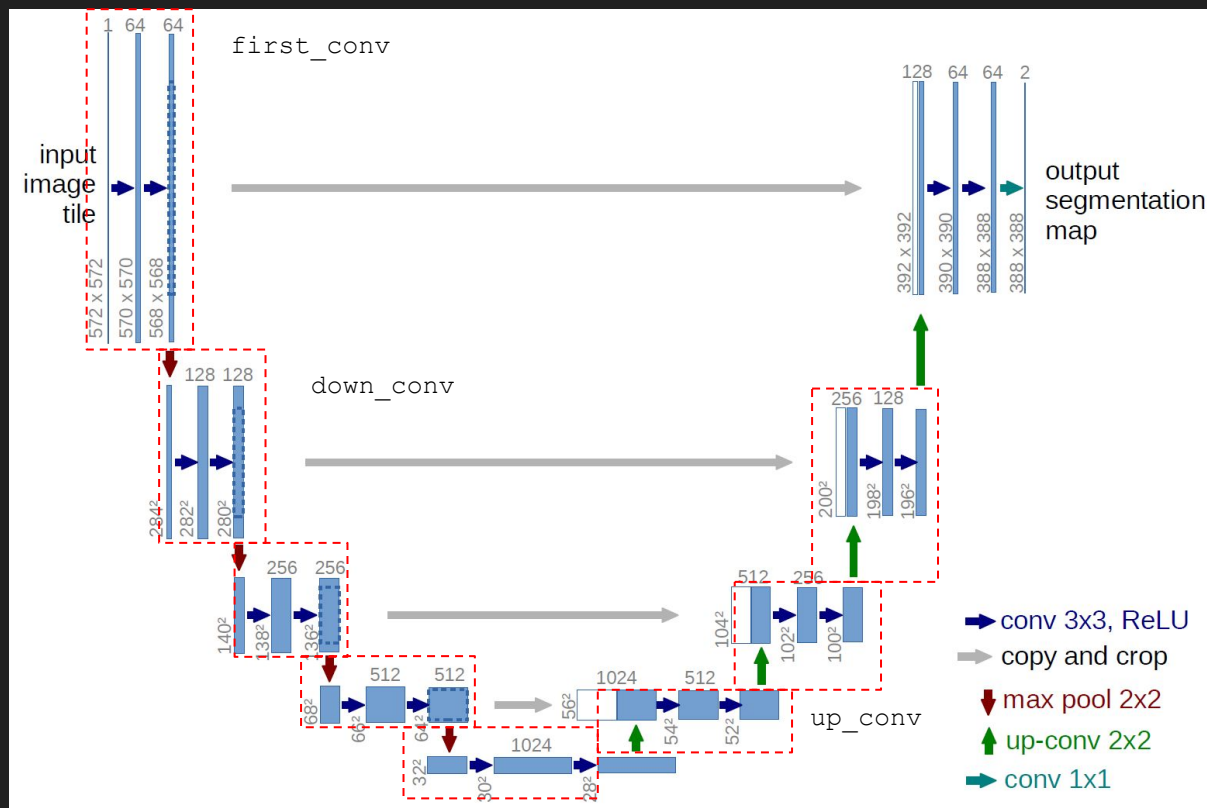 1 64 64
first_conv
input
image
tile
572 x 572
570 x 570
568 x 568
128 64 64 2
392 x 392
390 x 390
388 x 388
388 x 388
output
segmentation
map
128 128
down_conv
284²
282²
280²
256 128
200²
198²
196²
256 256
140²
138²
136²
512 256
104²
102²
100²
512 512
68²
66²
64²
1024 512
56²
54²
52²
up_conv
1024
32²
30²
28²
conv 3x3, ReLU
copy and crop
max pool 2x2
up-conv 2x2
conv 1x1